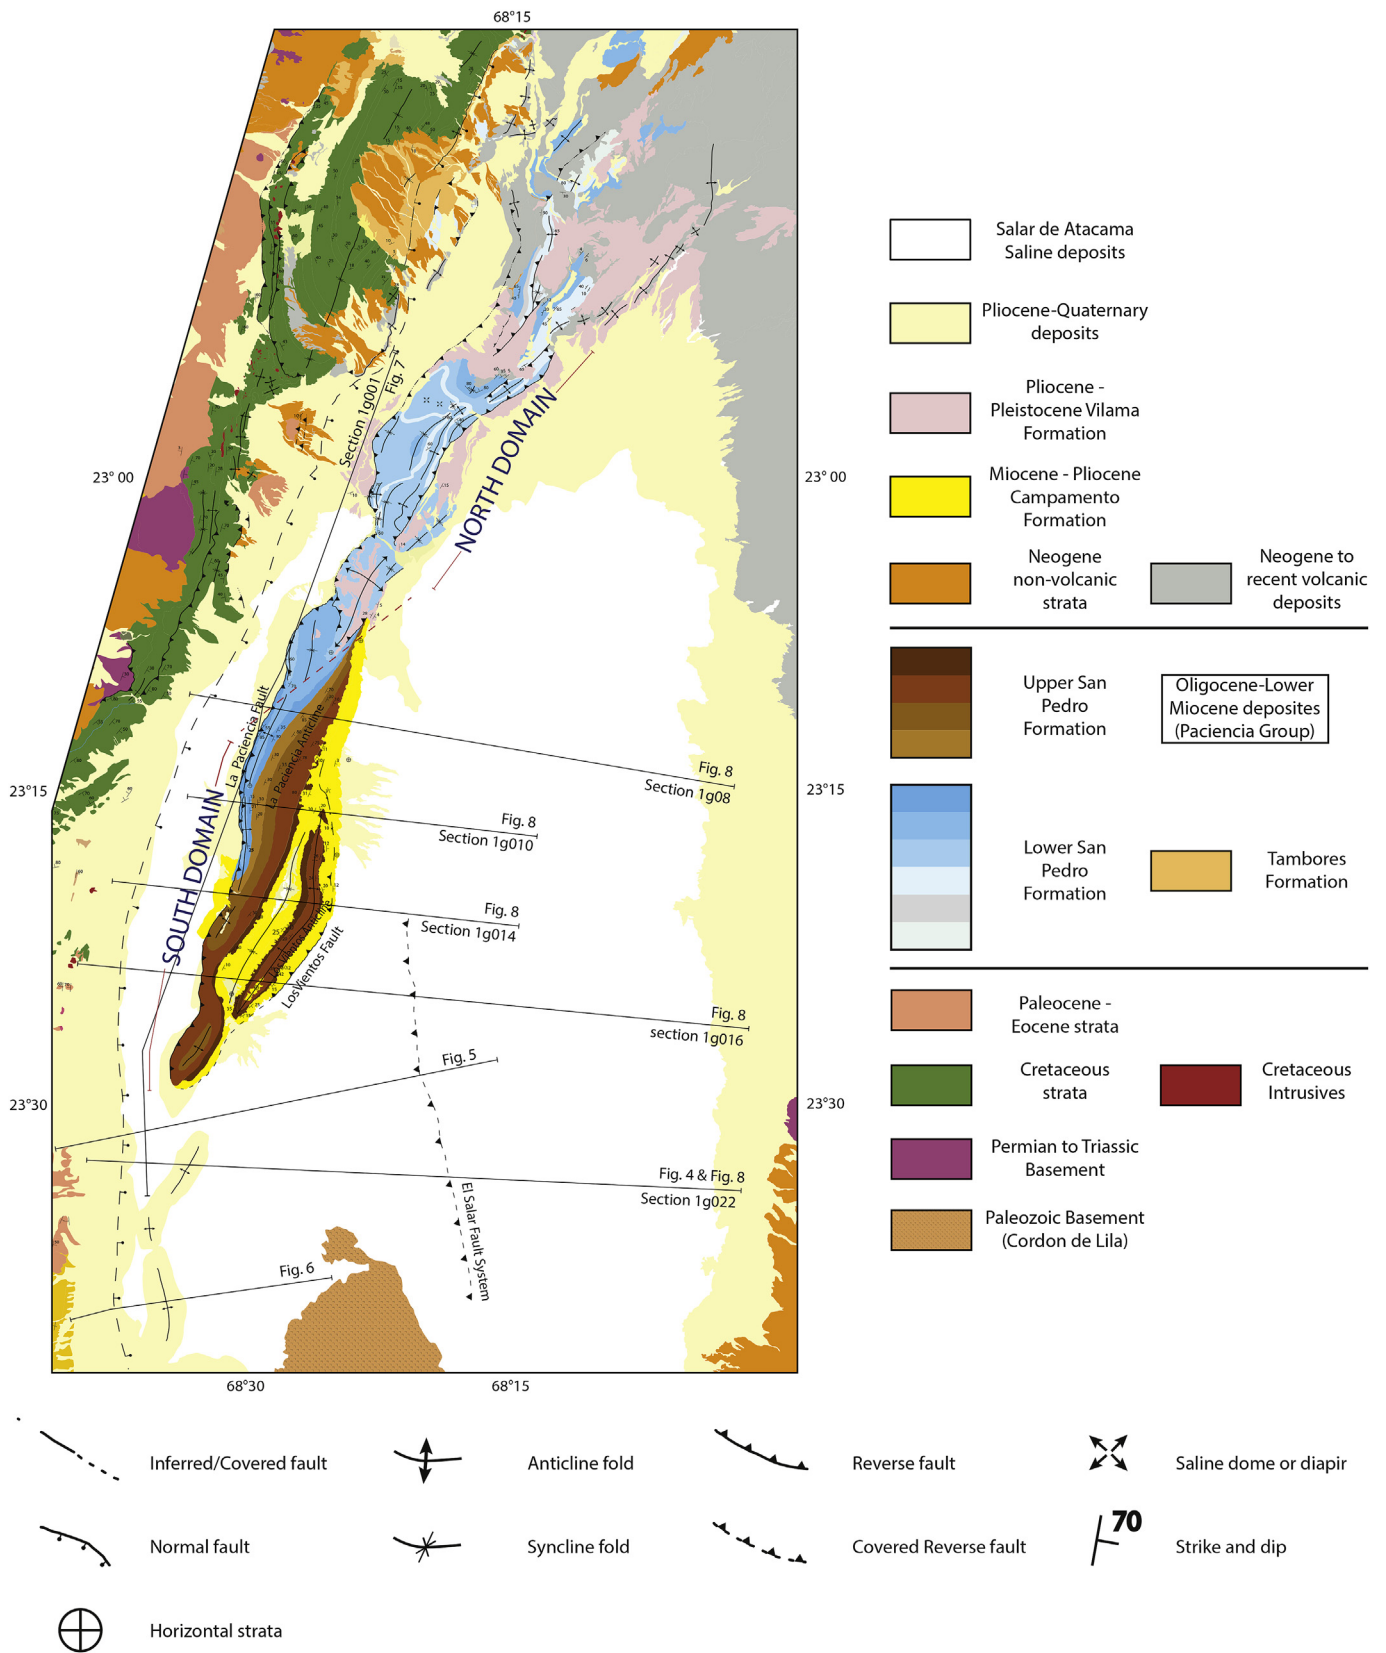 68°15
Section 1g001
Fig. 7
NORTH DOMAIN
23° 00
23° 00
La Paciencia Fault
La Paciencia Anticline
Fig. 8
Section 1g08
23°15
23°15
Fig. 8
Section 1g010
SOUTH DOMAIN
Fig. 8
Section 1g014
Los Vientos Anticline
LosVientos Fault
Fig. 8
section 1g016
Fig. 5
23°30
23°30
Fig. 4 & Fig. 8
Section 1g022
El Salar Fault System
Fig. 6
68°30
68°15
Salar de Atacama
Saline deposits
Pliocene-Quaternary
deposits
Pliocene -
Pleistocene Vilama
Formation
Miocene - Pliocene
Campamento
Formation
Neogene
non-volcanic
strata
Neogene to
recent volcanic
deposits
Upper San
Pedro
Formation
Oligocene-Lower
Miocene deposites
(Paciencia Group)
Lower San
Pedro
Formation
Tambores
Formation
Paleocene -
Eocene strata
Cretaceous
strata
Cretaceous
Intrusives
Permian to Triassic
Basement
Paleozoic Basement
(Cordon de Lila)
Inferred/Covered fault
Anticline fold
Reverse fault
Saline dome or diapir
Normal fault
Syncline fold
Covered Reverse fault
70
Strike and dip
Horizontal strata